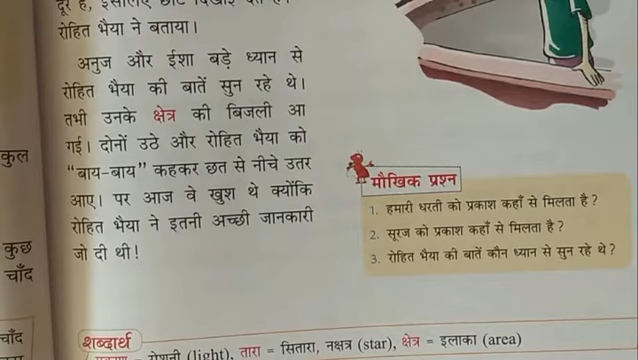 दूर है, इसलिए छोटे दिखाई देते हैं।
रोहित भैया ने बताया।
अनुज और ईशा बड़े ध्यान से
रोहित भैया की बातें सुन रहे थे।
तभी उनके क्षेत्र की बिजली आ
गई। दोनों उठे और रोहित भैया को
“बाय-बाय” कहकर छत से नीचे उतर
आए। पर आज वे खुश थे क्योंकि
रोहित भैया ने इतनी अच्छी जानकारी
जो दी थी!
कुल
कुछ
चाँद
चाँद
मौखिक प्रश्न
1. हमारी धरती को प्रकाश कहाँ से मिलता है?
2. सूरज को प्रकाश कहाँ से मिलता है?
3. रोहित भैया की बातें कौन ध्यान से सुन रहे थे?
शब्दार्थ
रोशनी (light), तारा = सितारा, नक्षत्र (star), क्षेत्र = इलाका (area)